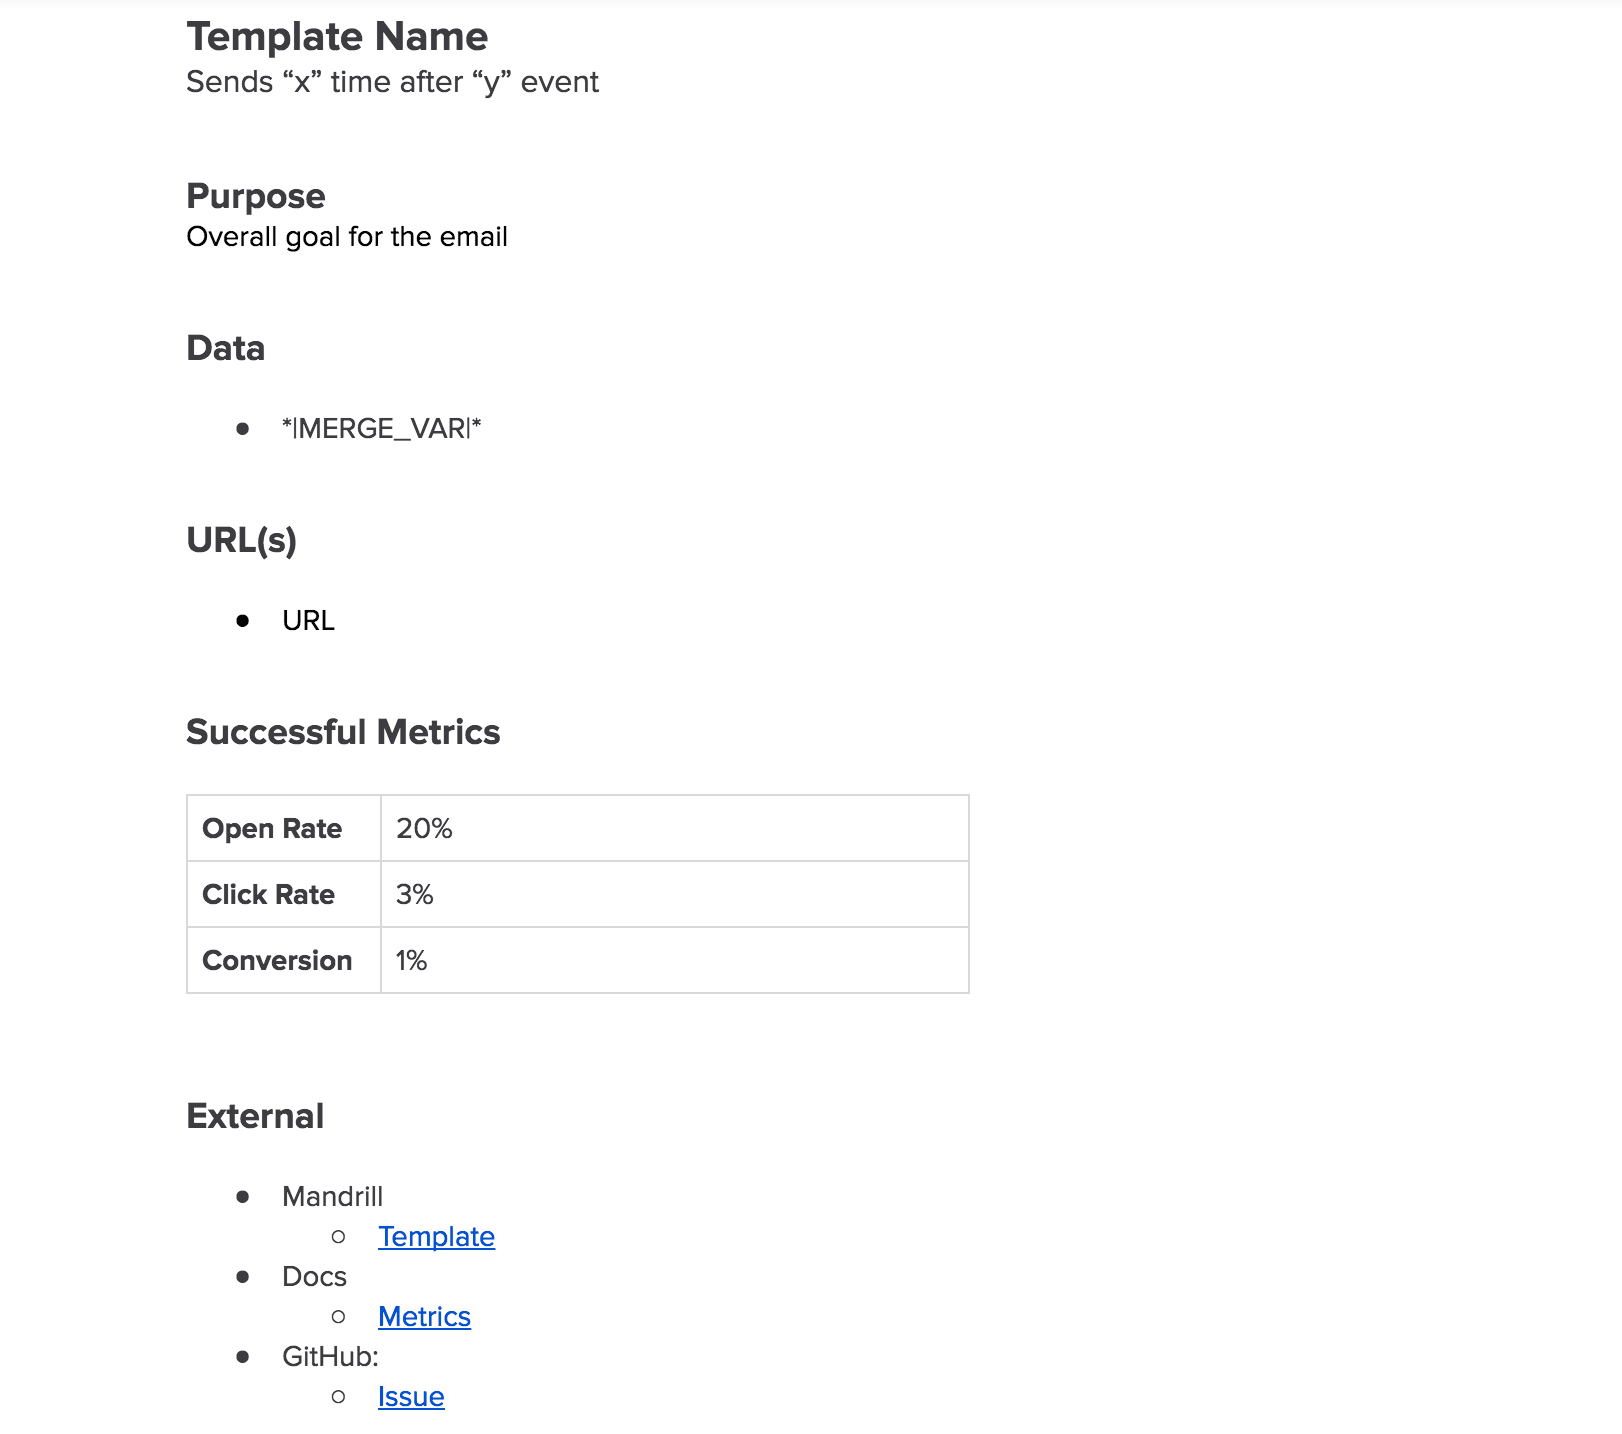 Template Name
Sends “x” time after “y” event
Purpose
Overall goal for the email
Data
● *|MERGE_VAR|*
URL(s)
● URL
Successful Metrics
Open Rate 20%
Click Rate 3%
Conversion 1%
External
● Mandrill
○ Template
● Docs
○ Metrics
● GitHub:
○ Issue